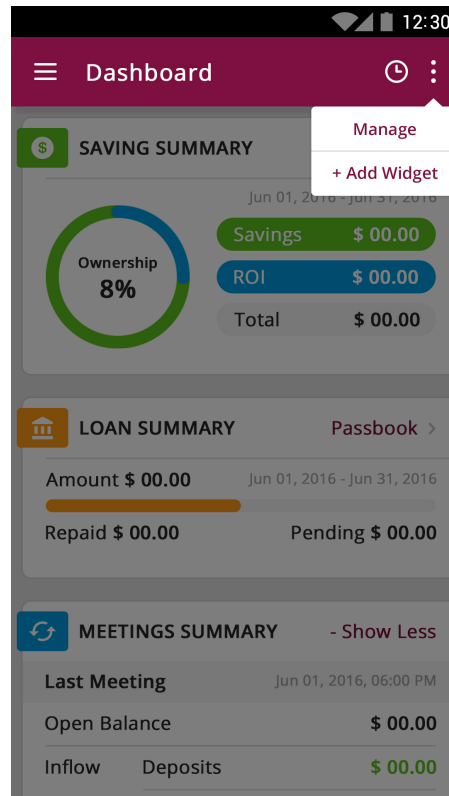 12:30
Dashboard
Manage
+ Add Widget
SAVING SUMMARY
Jun 01, 2016 - Jun 31, 2016
Ownership
8%
Savings $ 00.00
ROI $ 00.00
Total $ 00.00
LOAN SUMMARY Passbook >
Amount $ 00.00 Jun 01, 2016 - Jun 31, 2016
Repaid $ 00.00 Pending $ 00.00
MEETINGS SUMMARY - Show Less
Last Meeting Jun 01, 2016, 06:00 PM
Open Balance $ 00.00
Inflow Deposits $ 00.00